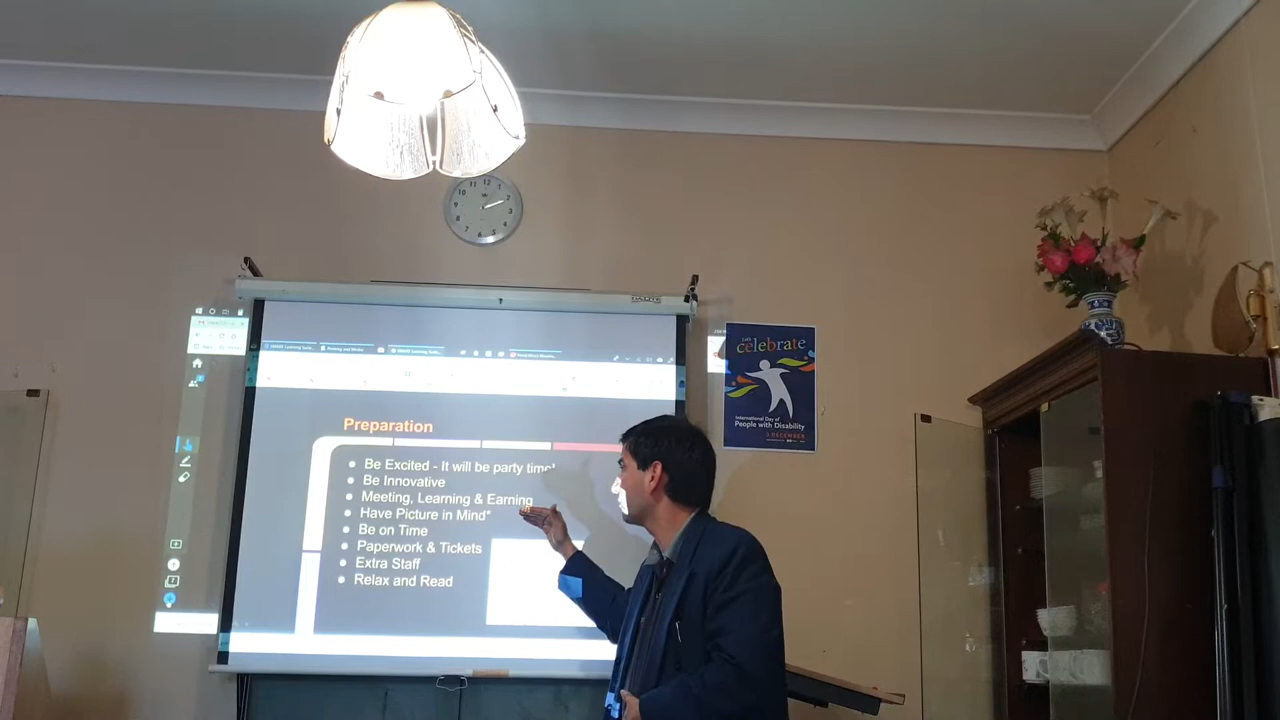 Preparation
Be Excited - It will be party time!
Be Innovative
Meeting, Learning & Earning
Have Picture in Mind*
Be on Time
Paperwork & Tickets
Extra Staff
Relax and Read
Let's
celebrate
International Day of
People with Disability
3 DECEMBER